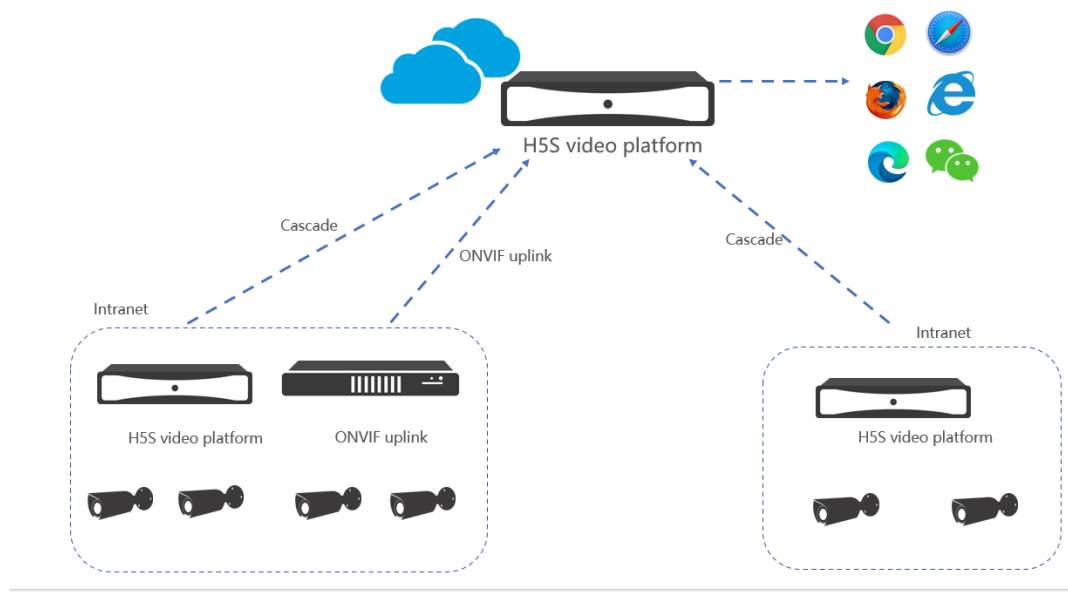 H5S video platform
Cascade
ONVIF uplink
Cascade
Intranet
Intranet
H5S video platform
ONVIF uplink
H5S video platform